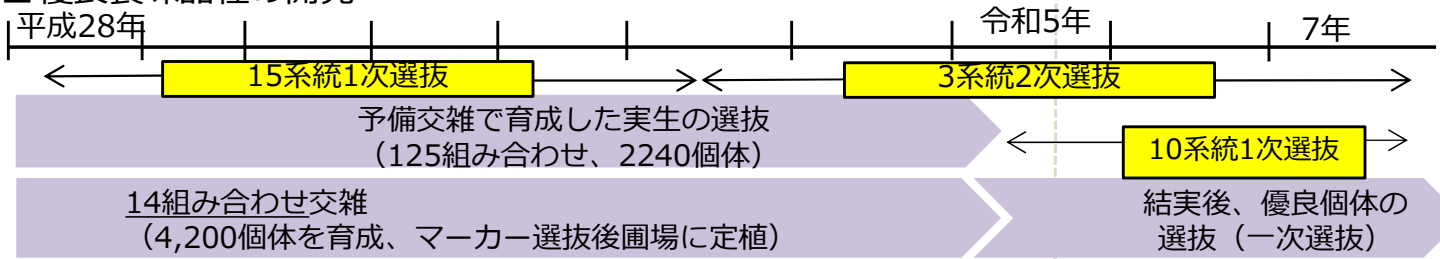 平成28年
令和5年
7年
15系統1次選抜
3系統2次選抜
予備交雑で育成した実生の選抜
（125組み合わせ、2240個体）
10系統1次選抜
14組み合わせ交雑
（4,200個体を育成、マーカー選抜後圃場に定植）
結実後、優良個体の
選抜（一次選抜）